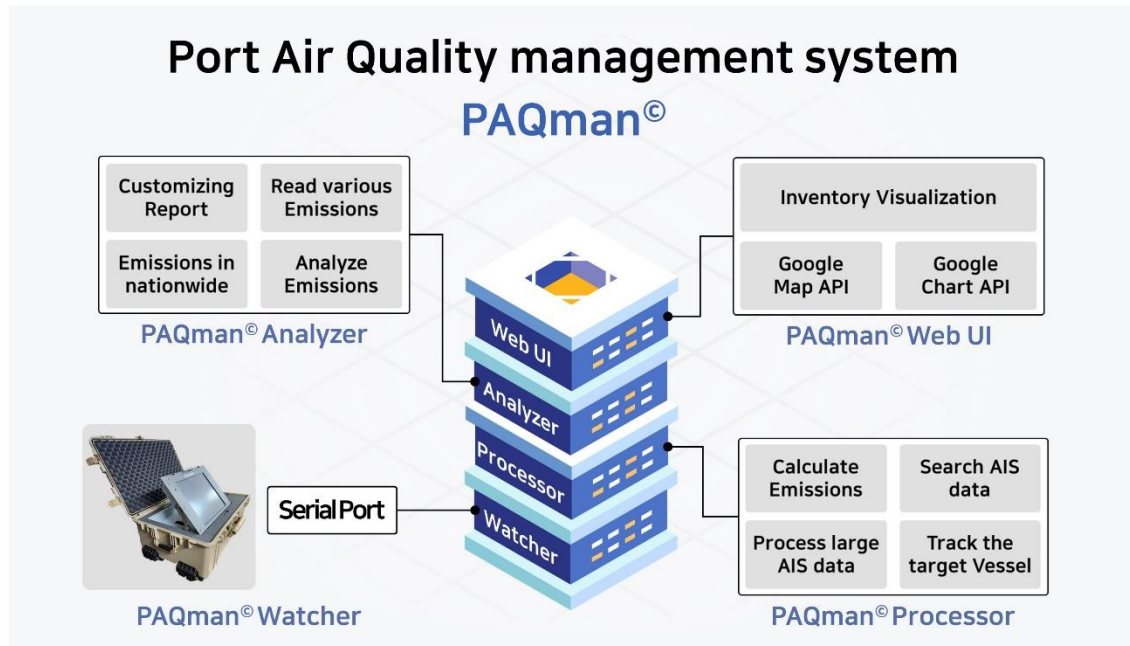 Port Air Quality management system
PAQman©
Customizing
Report
Read various
Emissions
Emissions in
nationwide
Analyze
Emissions
PAQman© Analyzer
Inventory Visualization
Google
Map API
Google
Chart API
PAQman© Web UI
Web UI
Analyzer
Processor
Watcher
Serial Port
PAQman© Watcher
Calculate
Emissions
Search AIS
data
Process large
AIS data
Track the
target Vessel
PAQman© Processor